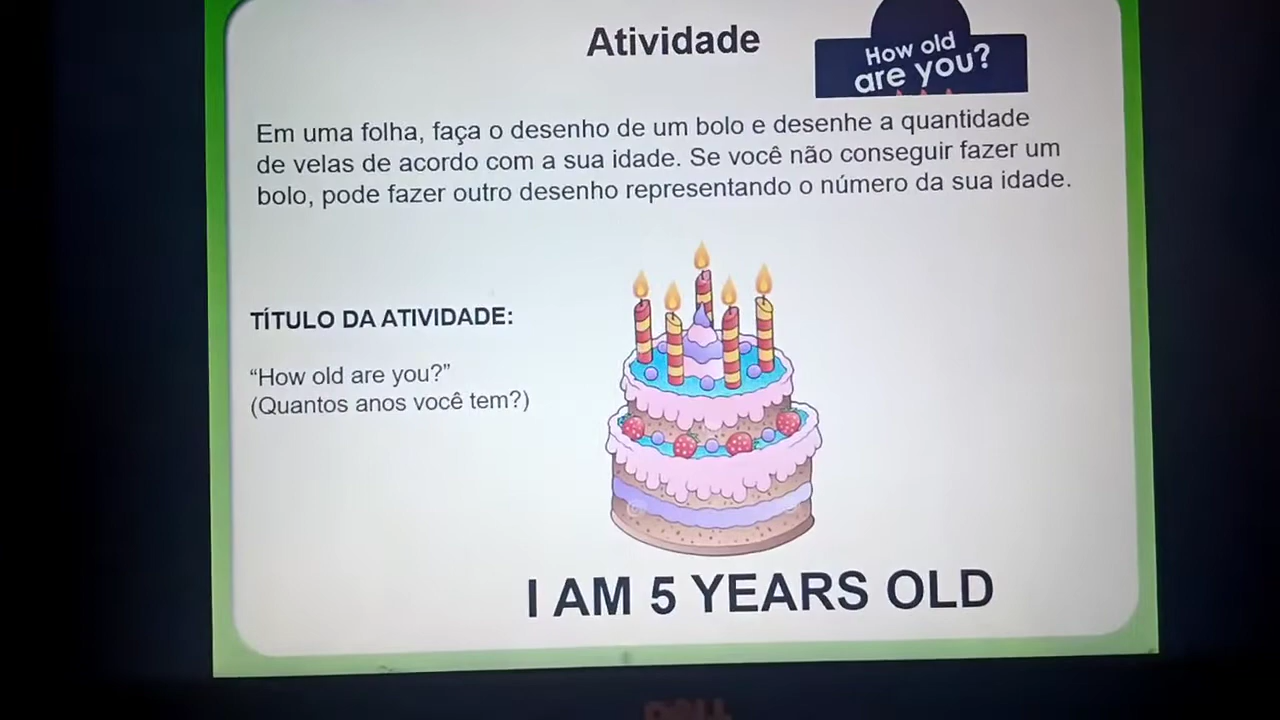 Atividade
How old
are you?
Em uma folha, faça o desenho de um bolo e desenhe a quantidade
de velas de acordo com a sua idade. Se você não conseguir fazer um
bolo, pode fazer outro desenho representando o número da sua idade.
TÍTULO DA ATIVIDADE:
“How old are you?”
(Quantos anos você tem?)
I AM 5 YEARS OLD